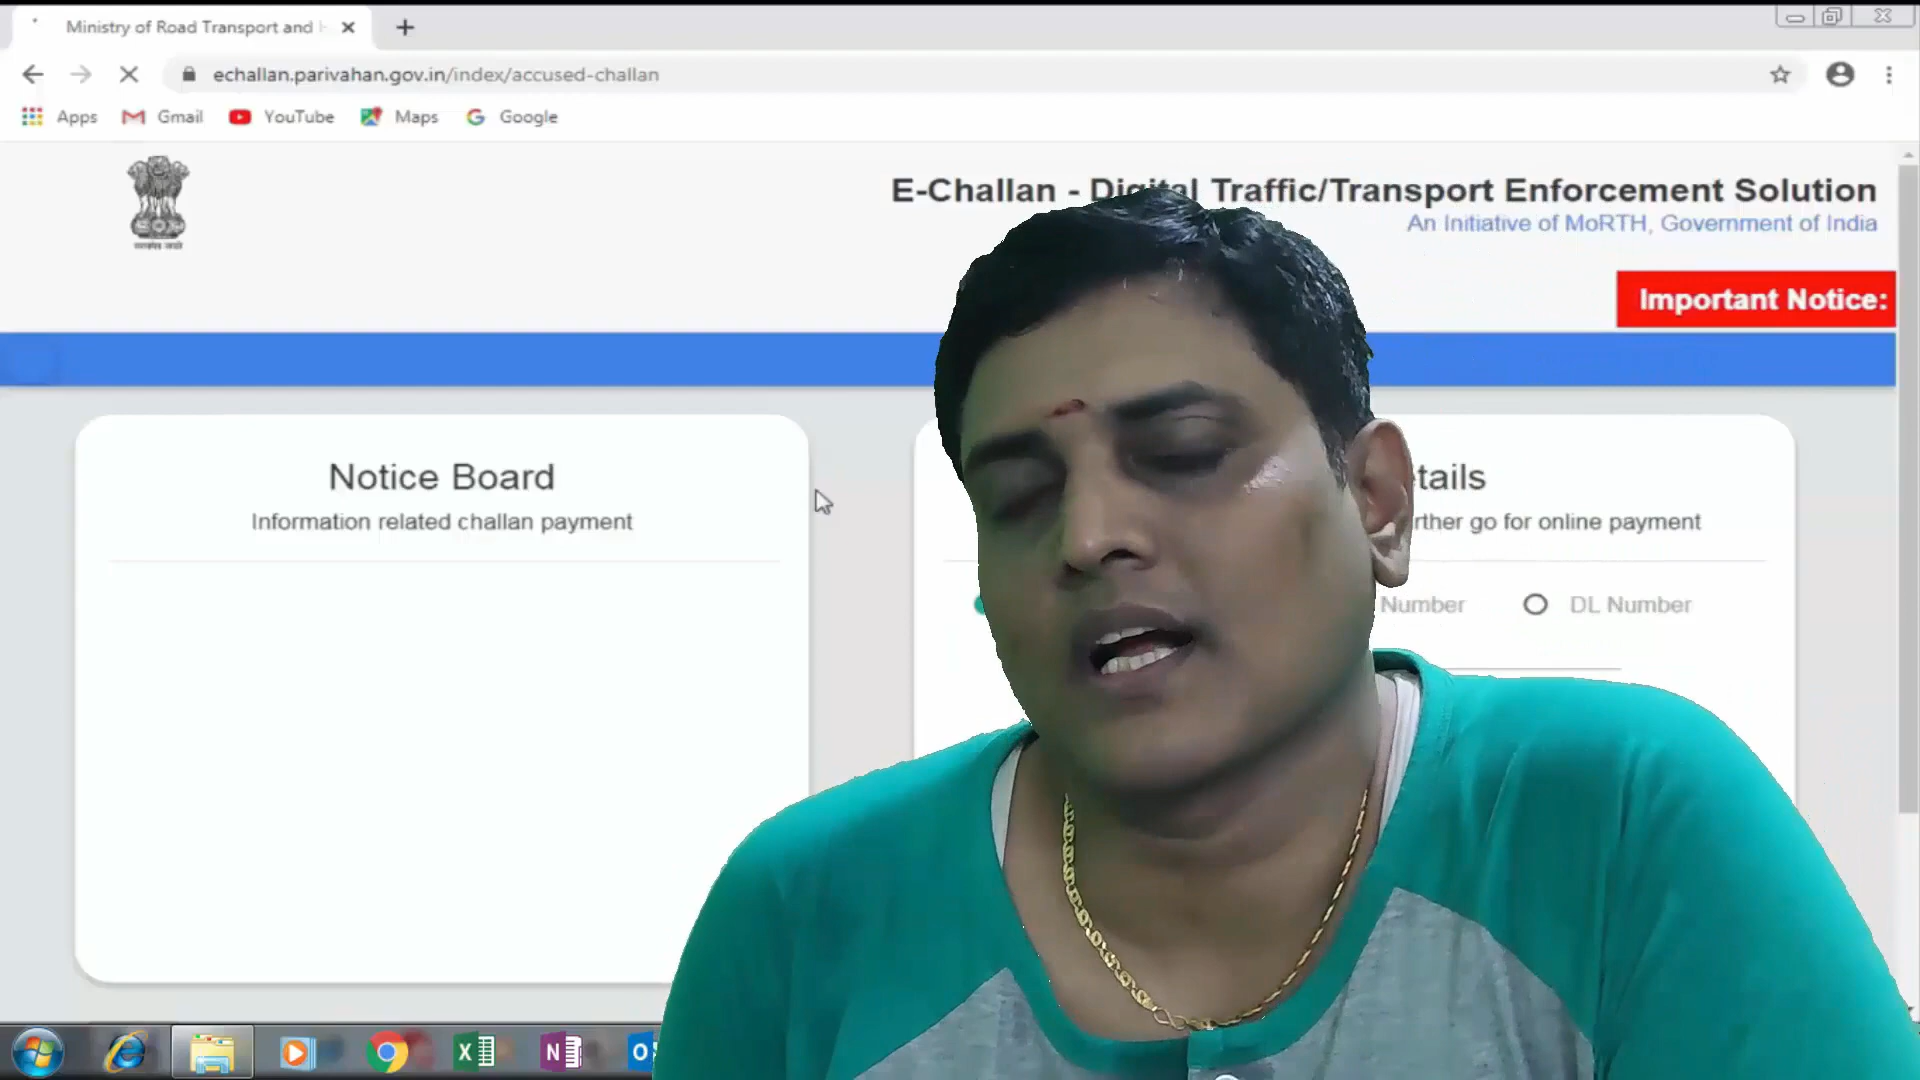 Ministry of Road Transport and
echallan.parivahan.gov.in/index/accused-challan
Apps Gmail YouTube Maps Google
E-Challan - Digital Traffic/Transport Enforcement Solution
An Initiative of MoRTH, Government of India
Important Notice:
Notice Board
Information related challan payment
tails
rther go for online payment
Number DL Number